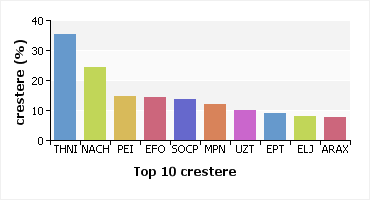 crestere (%)
40
30
20
10
0
THNI NACH PEI EFO SOCP MPN UZT EPT ELJ ARAX
Top 10 crestere